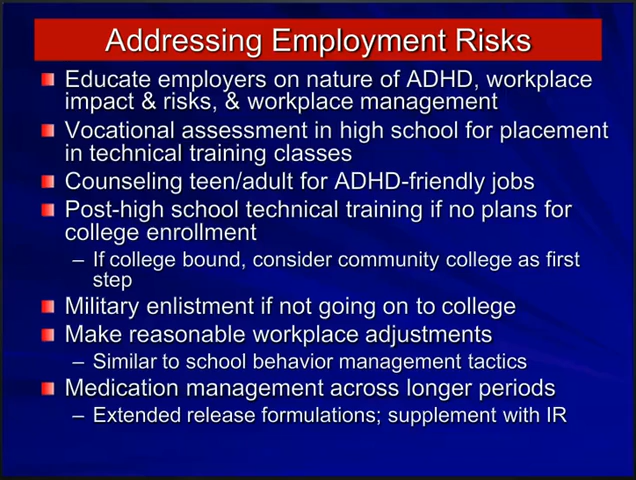 Addressing Employment Risks
Educate employers on nature of ADHD, workplace
impact & risks, & workplace management
Vocational assessment in high school for placement
in technical training classes
Counseling teen/adult for ADHD-friendly jobs
Post-high school technical training if no plans for
college enrollment
– If college bound, consider community college as first
step
Military enlistment if not going on to college
Make reasonable workplace adjustments
– Similar to school behavior management tactics
Medication management across longer periods
– Extended release formulations; supplement with IR